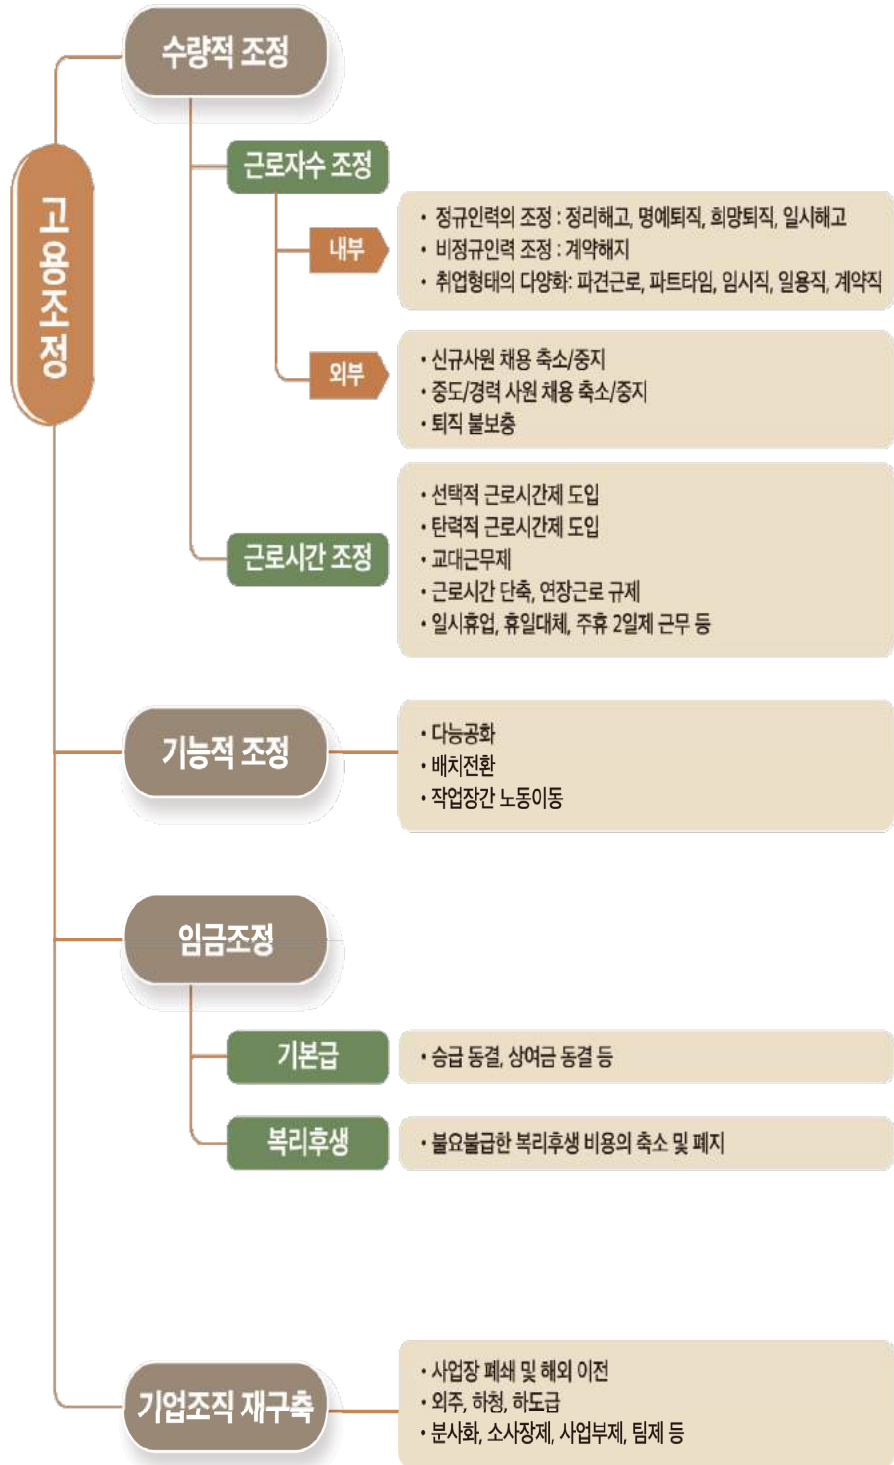 고용조정
수량적 조정
근로자수 조정
내부
• 정규인력의 조정 : 정리해고, 명예퇴직, 희망퇴직, 일시해고
• 비정규인력 조정 : 계약해지
• 취업형태의 다양화: 파견근로, 파트타임, 임시직, 일용직, 계약직
외부
• 신규사원 채용 축소/중지
• 중도/경력 사원 채용 축소/중지
• 퇴직 불보충
근로시간 조정
• 선택적 근로시간제 도입
• 탄력적 근로시간제 도입
• 교대근무제
• 근로시간 단축, 연장근로 규제
• 일시휴업, 휴일대체, 주휴 2일제 근무 등
기능적 조정
• 다능공화
• 배치전환
• 작업장간 노동이동
임금조정
기본급
• 승급 동결, 상여금 동결 등
복리후생
• 불요불급한 복리후생 비용의 축소 및 폐지
기업조직 재구축
• 사업장 폐쇄 및 해외 이전
• 외주, 하청, 하도급
• 분사화, 소사장제, 사업부제, 팀제 등